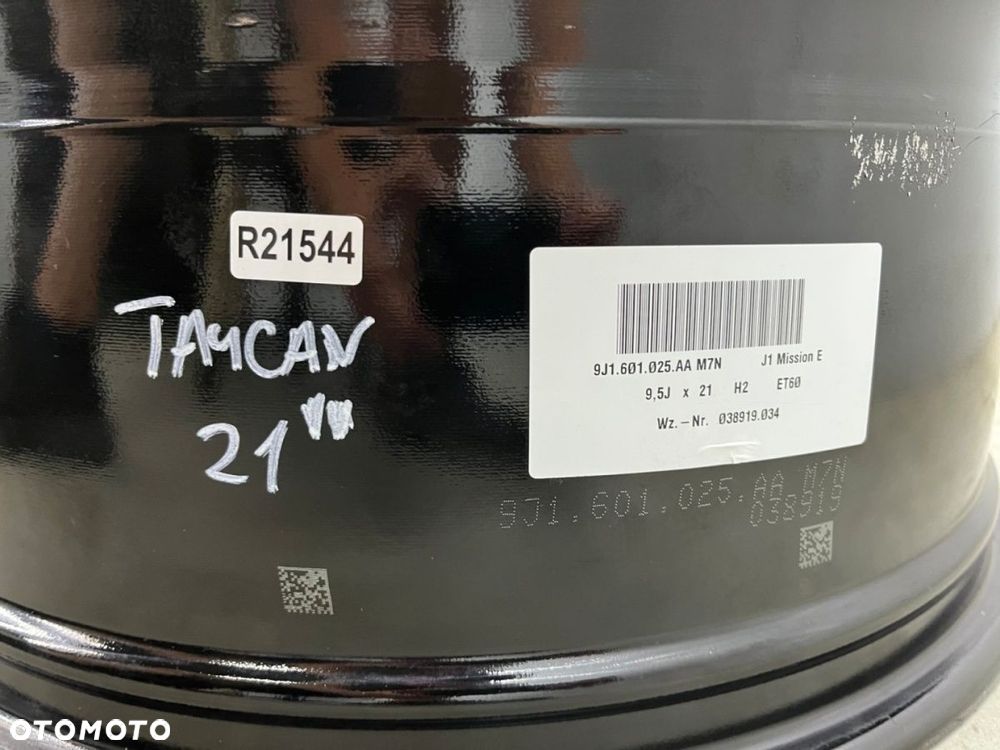 R21544
TAYCAN
21"
9J1.601.025.AA M7N J1 Mission E
9,5J x 21 H2 ET60
Wz.-Nr. 038919.034
9J1.601.025.AA M7N
038919
OTOMOTO